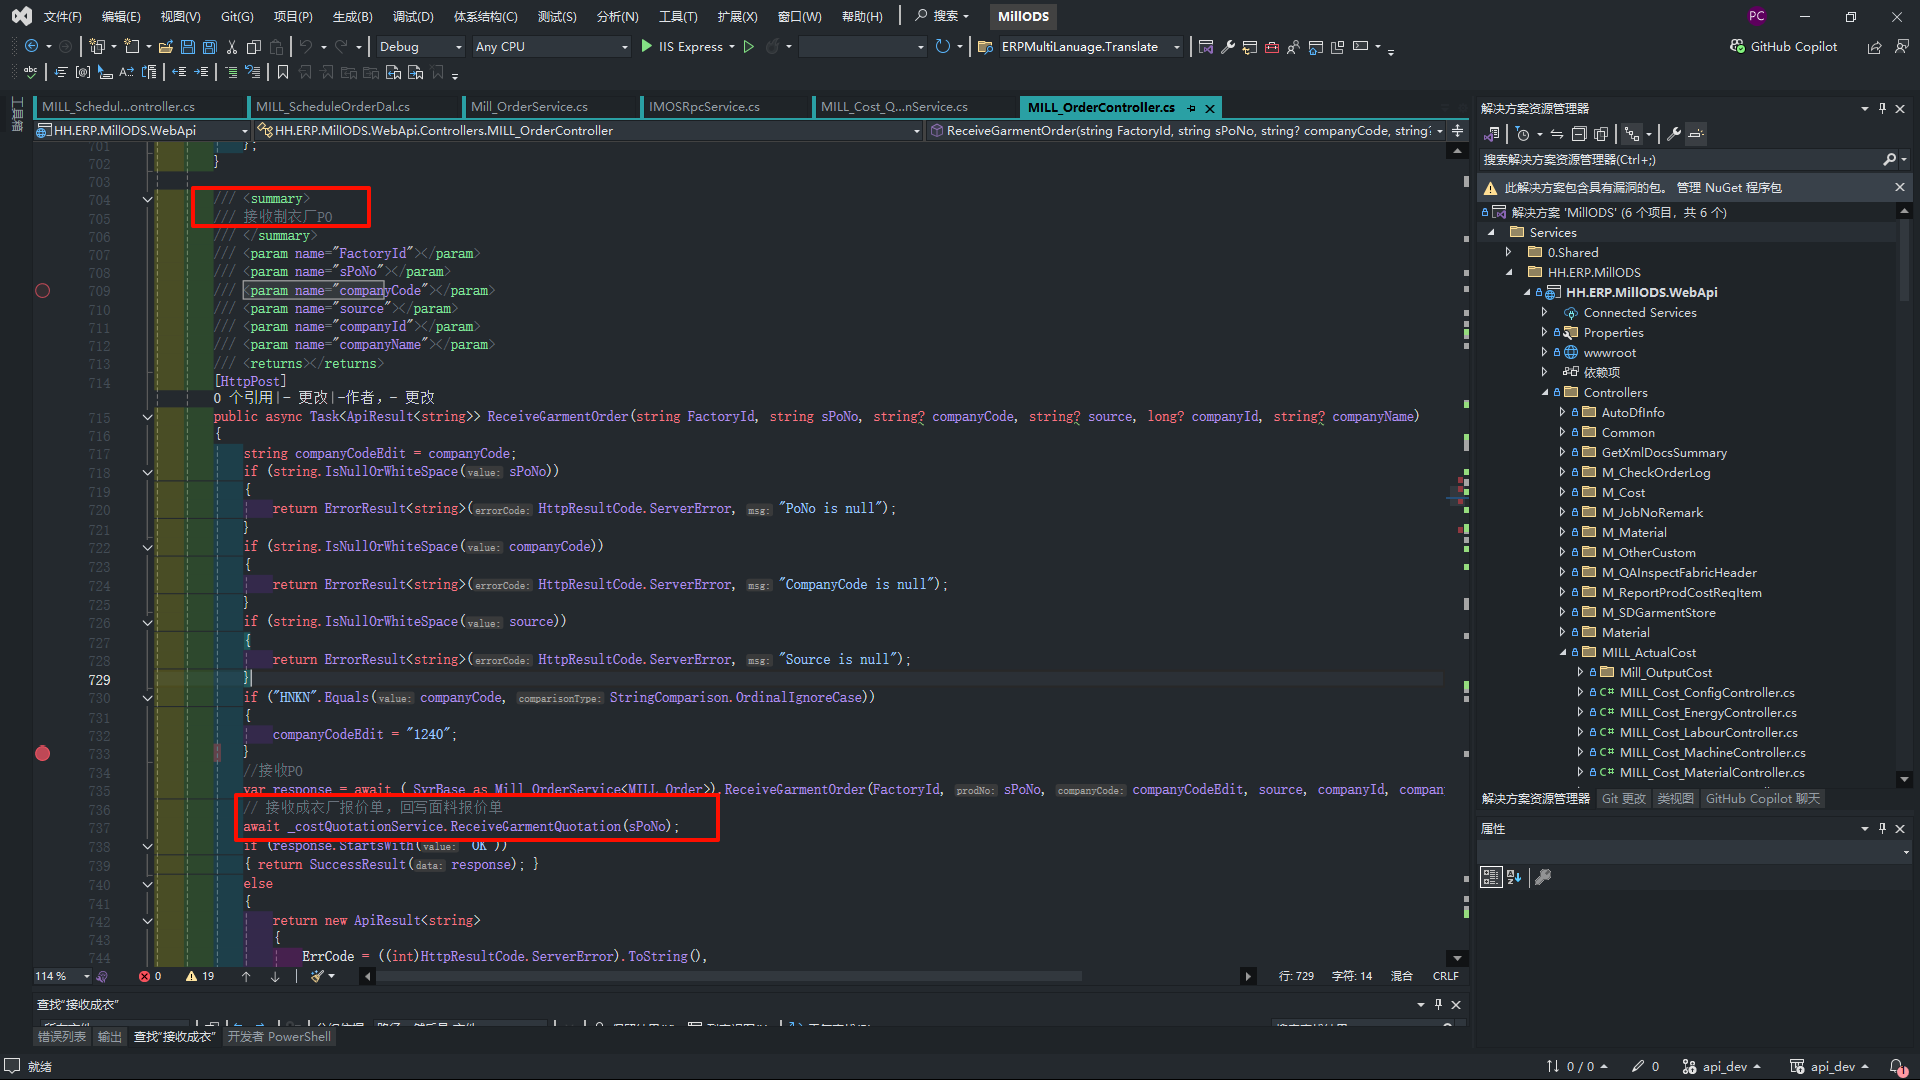 文件(F) 编辑(E) 视图(V) Git(G) 项目(P) 生成(B) 调试(D) 体系结构(C) 测试(S) 分析(N) 工具(T) 扩展(X) 窗口(W) 帮助(H) 搜索 MillODS PC
Debug Any CPU IIS Express ERPMultiLanuage.Translate GitHub Copilot
工具箱
MILL_Schedul...ontroller.cs MILL_ScheduleOrderDal.cs Mill_OrderService.cs IMOSRpcService.cs MILL_Cost_Q...nService.cs MILL_OrderController.cs
HH.ERP.MillODS.WebApi HH.ERP.MillODS.WebApi.Controllers.MILL_OrderController ReceiveGarmentOrder(string FactoryId, string sPoNo, string? companyCode, string?
701 };
702 }
703
704 /// <summary>
705 /// 接收制衣厂PO
706 /// </summary>
707 /// <param name="FactoryId"></param>
708 /// <param name="sPoNo"></param>
709 /// <param name="companyCode"></param>
710 /// <param name="source"></param>
711 /// <param name="companyId"></param>
712 /// <param name="companyName"></param>
713 /// <returns></returns>
714 [HttpPost]
0 个引用|- 更改|-作者, - 更改
715 public async Task<ApiResult<string>> ReceiveGarmentOrder(string FactoryId, string sPoNo, string? companyCode, string? source, long? companyId, string? companyName)
716 {
717 string companyCodeEdit = companyCode;
718 if (string.IsNullOrWhiteSpace(value: sPoNo))
719 {
720 return ErrorResult<string>(errorCode: HttpResultCode.ServerError, msg: "PoNo is null");
721 }
722 if (string.IsNullOrWhiteSpace(value: companyCode))
723 {
724 return ErrorResult<string>(errorCode: HttpResultCode.ServerError, msg: "CompanyCode is null");
725 }
726 if (string.IsNullOrWhiteSpace(value: source))
727 {
728 return ErrorResult<string>(errorCode: HttpResultCode.ServerError, msg: "Source is null");
729 }
730 if ("HNKN".Equals(value: companyCode, comparisonType: StringComparison.OrdinalIgnoreCase))
731 {
732 companyCodeEdit = "1240";
733 }
734 //接收PO
735 var response = await (_SvrBase as Mill_OrderService<MILL_Order>).ReceiveGarmentOrder(FactoryId, prodNo: sPoNo, companyCode: companyCodeEdit, source, companyId, compan
736 // 接收成衣厂报价单，回写面料报价单
737 await _costQuotationService.ReceiveGarmentQuotation(sPoNo);
738 if (response.StartsWith(value: "OK"))
739 { return SuccessResult(data: response); }
740 else
741 {
742 return new ApiResult<string>
743 {
744 ErrCode = ((int)HttpResultCode.ServerError).ToString(),
114 % 0 19 行: 729 字符: 14 混合 CRLF
查找"接收成衣"
错误列表 输出 查找"接收成衣" 开发者 PowerShell
就绪 0 / 0 0 api_dev api_dev 1
解决方案资源管理器
搜索解决方案资源管理器(Ctrl+;)
此解决方案包含具有漏洞的包。 管理 NuGet 程序包
解决方案 'MillODS' (6 个项目，共 6 个)
Services
0.Shared
HH.ERP.MillODS
HH.ERP.MillODS.WebApi
Connected Services
Properties
wwwroot
依赖项
Controllers
AutoDfInfo
Common
GetXmlDocsSummary
M_CheckOrderLog
M_Cost
M_JobNoRemark
M_Material
M_OtherCustom
M_QAInspectFabricHeader
M_ReportProdCostReqItem
M_SDGarmentStore
Material
MILL_ActualCost
Mill_OutputCost
C# MILL_Cost_ConfigController.cs
C# MILL_Cost_EnergyController.cs
C# MILL_Cost_LabourController.cs
C# MILL_Cost_MachineController.cs
C# MILL_Cost_MaterialController.cs
解决方案资源管理器 Git 更改 类视图 GitHub Copilot 聊天
属性